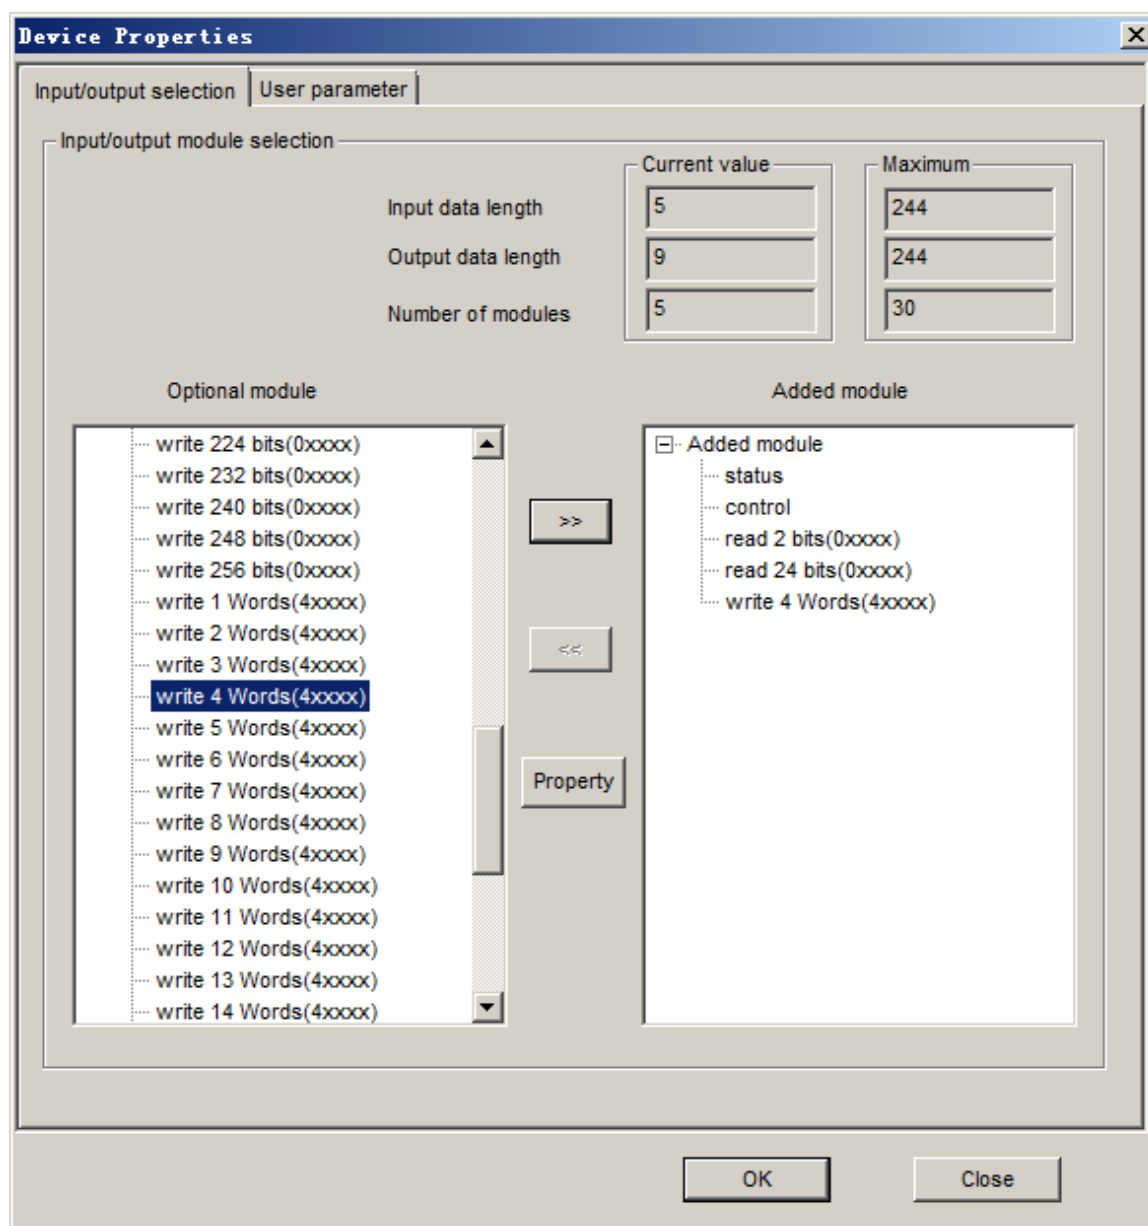 Device Properties
Input/output selection User parameter
Input/output module selection
Current value Maximum
Input data length 5 244
Output data length 9 244
Number of modules 5 30
Optional module Added module
write 224 bits(0xxxx)
write 232 bits(0xxxx)
write 240 bits(0xxxx)
write 248 bits(0xxxx)
write 256 bits(0xxxx)
write 1 Words(4xxxx)
write 2 Words(4xxxx)
write 3 Words(4xxxx)
write 4 Words(4xxxx)
write 5 Words(4xxxx)
write 6 Words(4xxxx)
write 7 Words(4xxxx)
write 8 Words(4xxxx)
write 9 Words(4xxxx)
write 10 Words(4xxxx)
write 11 Words(4xxxx)
write 12 Words(4xxxx)
write 13 Words(4xxxx)
write 14 Words(4xxxx)
>>
<<
Property
Added module
status
control
read 2 bits(0xxxx)
read 24 bits(0xxxx)
write 4 Words(4xxxx)
OK Close